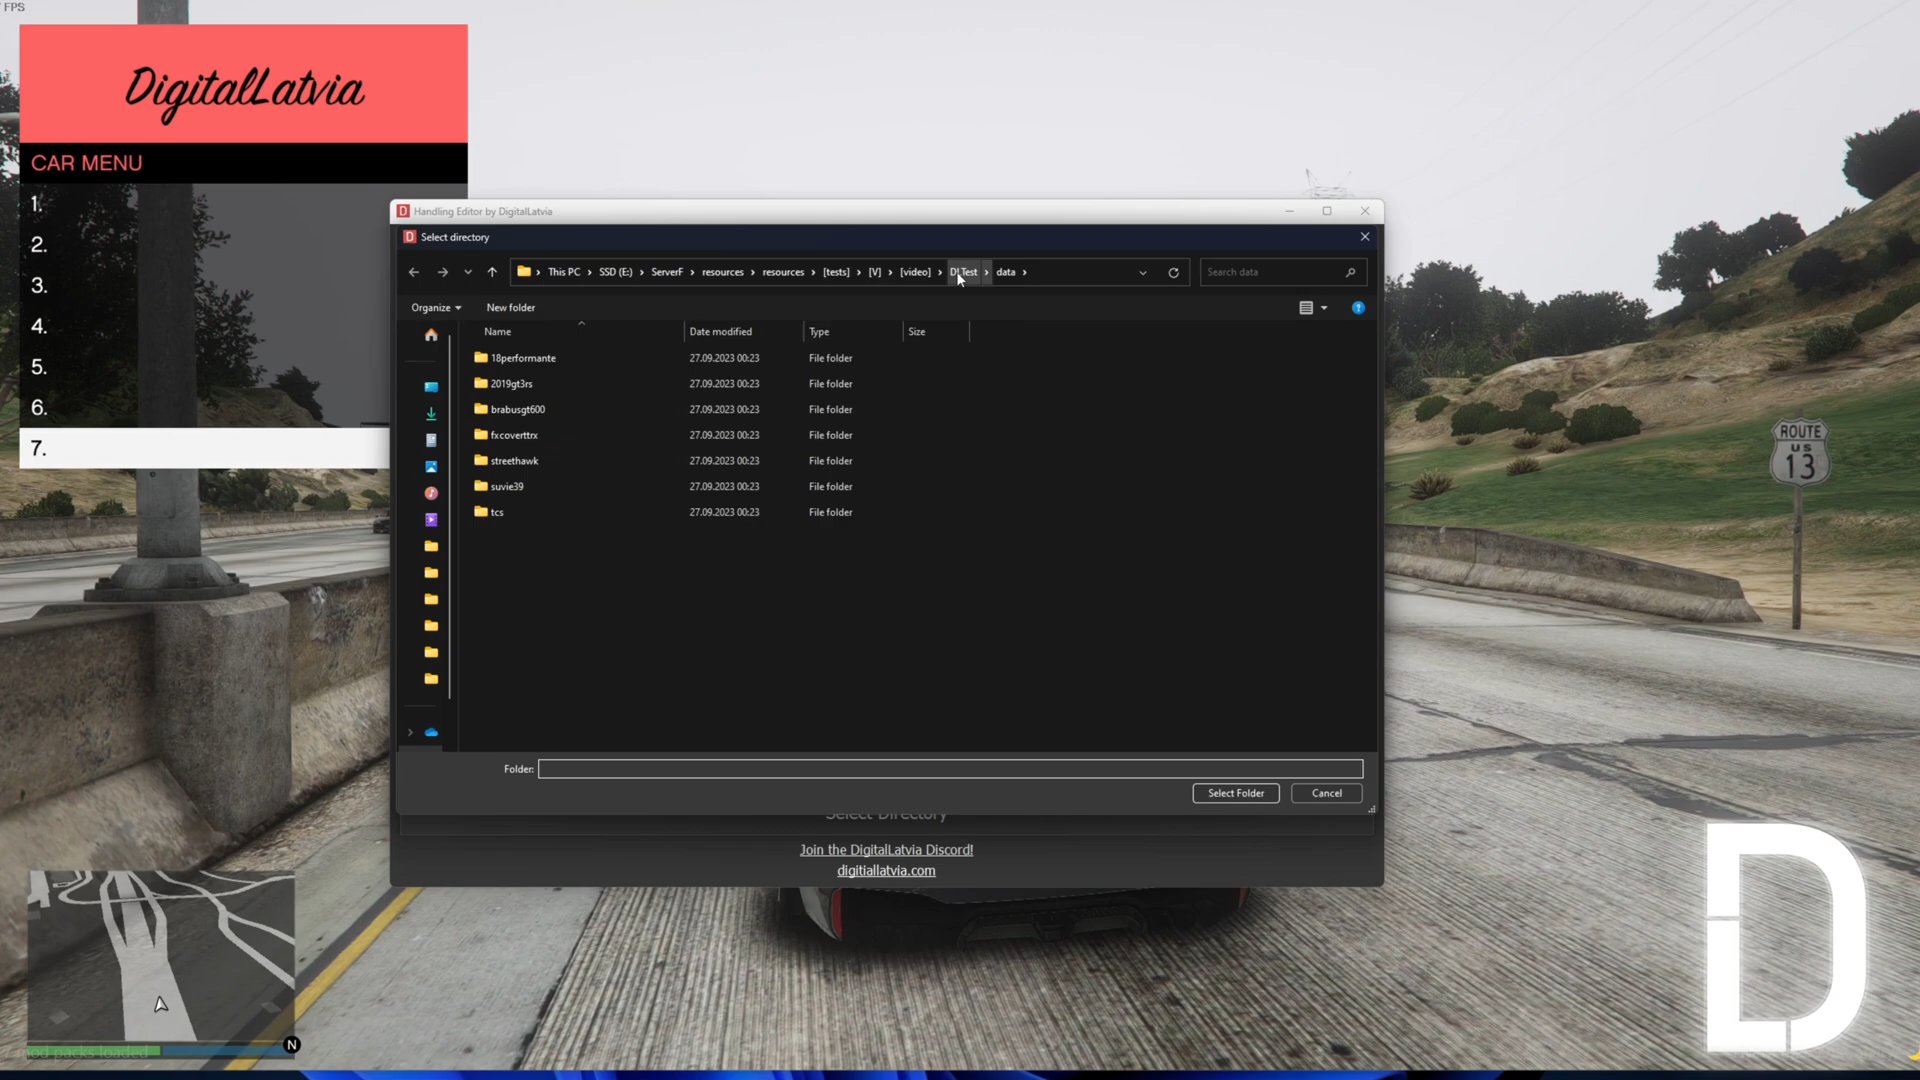 FPS
DigitalLatvia
CAR MENU
1.
2.
3.
4.
5.
6.
7.
D Handling Editor by DigitalLatvia
D Select directory
This PC › SSD (E:) › ServerF › resources › resources › [tests] › [V] › [video] › › data ›
Search data
Organize
New folder
Name Date modified Type Size
18performante 27.09.2023 00:23 File folder
2019gt3rs 27.09.2023 00:23 File folder
brabusgt600 27.09.2023 00:23 File folder
fxcoverttrx 27.09.2023 00:23 File folder
streethawk 27.09.2023 00:23 File folder
suvie39 27.09.2023 00:23 File folder
tcs 27.09.2023 00:23 File folder
Folder:
Select Folder Cancel
Select Directory
Join the DigitalLatvia Discord!
digitiallatvia.com
ROUTE
US
13
N
packs loaded
D